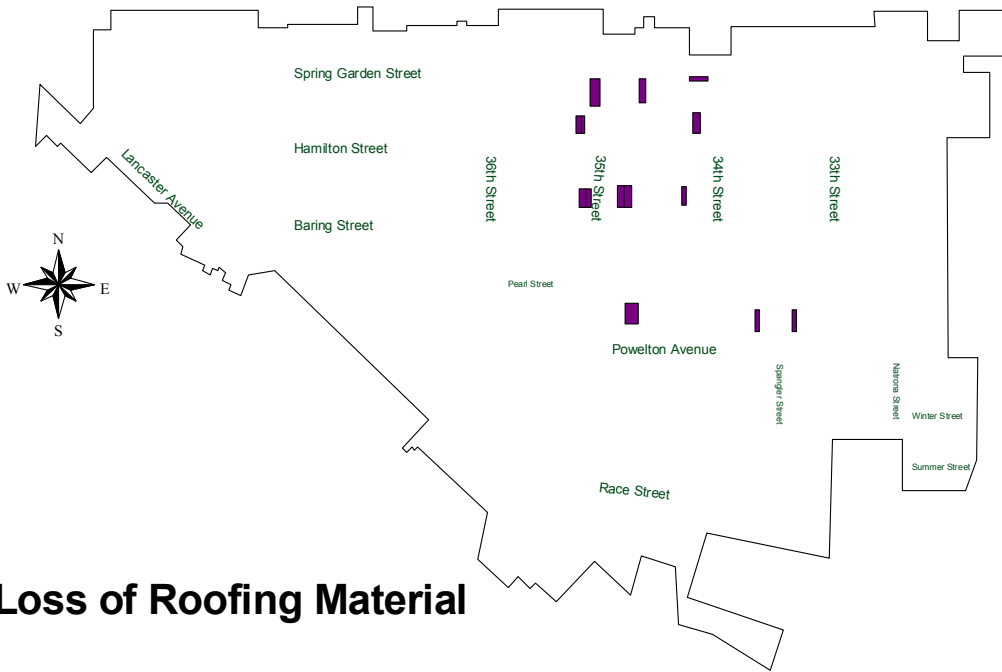 Spring Garden Street
Hamilton Street
Lancaster Avenue
36th Street
35th Street
34th Street
33th Street
Baring Street
N
W
E
S
Pearl Street
Powelton Avenue
Spangler Street
Natrona Street
Winter Street
Summer Street
Race Street
Loss of Roofing Material